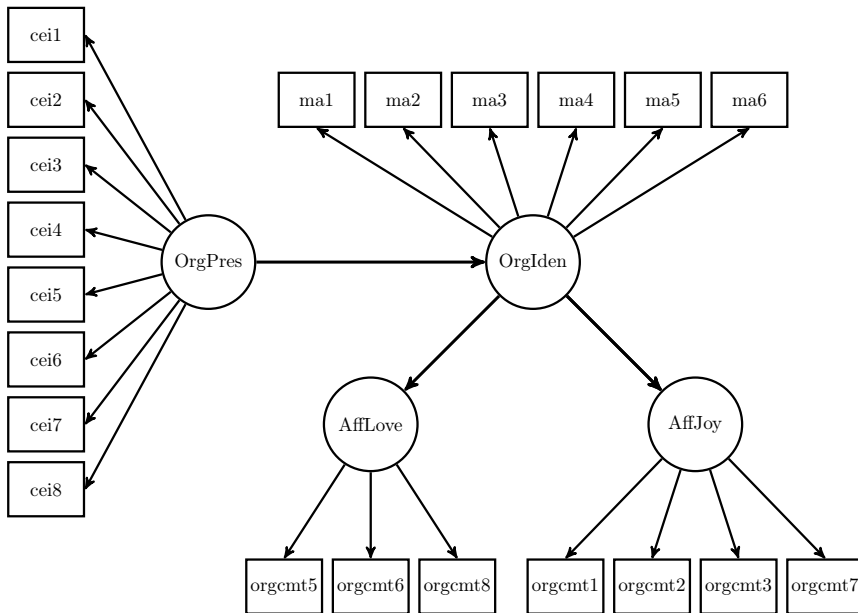 cei1
cei2
cei3
cei4
cei5
cei6
cei7
cei8
OrgPres
ma1 ma2 ma3 ma4 ma5 ma6
OrgIden
AffLove
AffJoy
orgcmt5 orgcmt6 orgcmt8
orgcmt1 orgcmt2 orgcmt3 orgcmt7